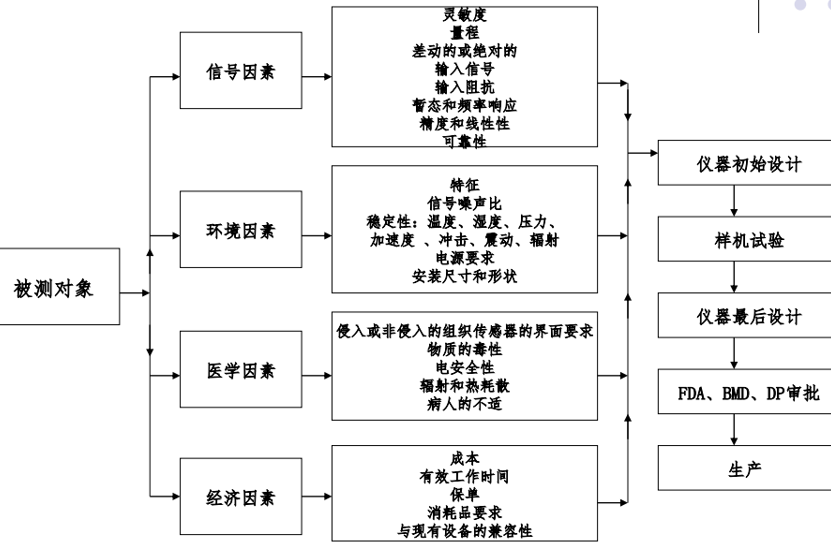 被测对象
信号因素
灵敏度
量程
差动的或绝对的
输入信号
输入阻抗
暂态和频率响应
精度和线性性
可靠性
环境因素
特征
信号噪声比
稳定性：温度、湿度、压力、
加速度 、冲击、震动、辐射
电源要求
安装尺寸和形状
医学因素
侵入或非侵入的组织传感器的界面要求
物质的毒性
电安全性
辐射和热耗散
病人的不适
经济因素
成本
有效工作时间
保单
消耗品要求
与现有设备的兼容性
仪器初始设计
样机试验
仪器最后设计
FDA、BMD、DP审批
生产